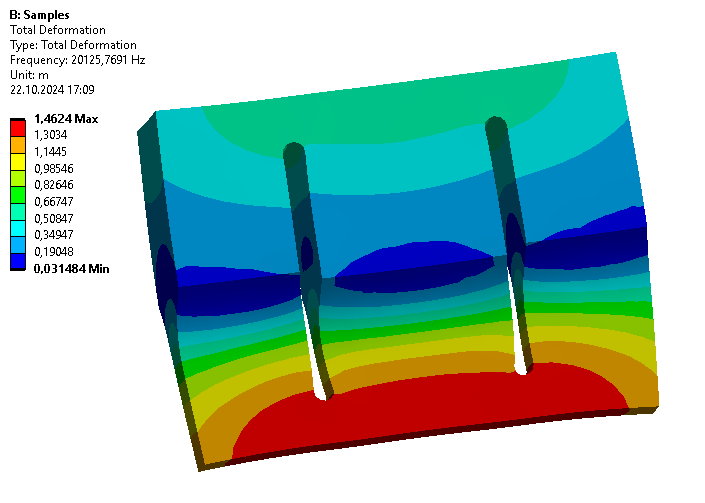 B: Samples
Total Deformation
Type: Total Deformation
Frequency: 20125,7691 Hz
Unit: m
22.10.2024 17:09
1,4624 Max
1,3034
1,1445
0,98546
0,82646
0,66747
0,50847
0,34947
0,19048
0,031484 Min